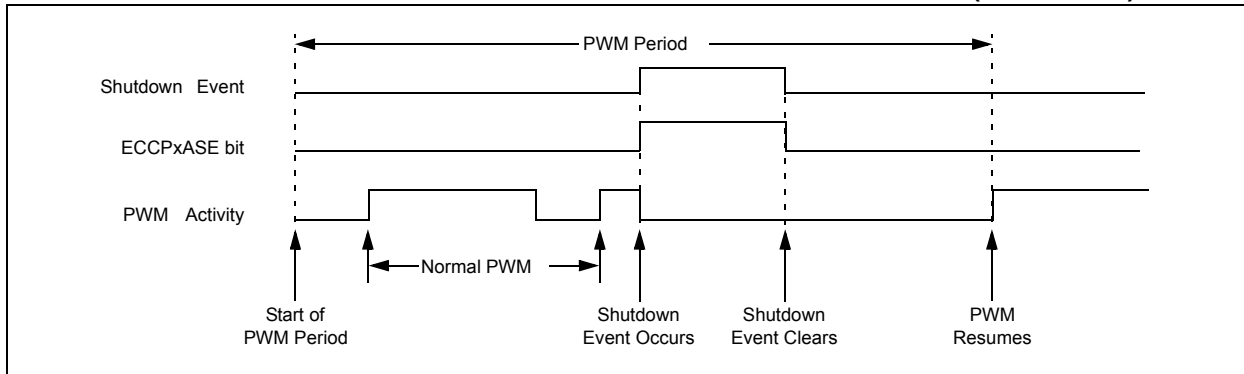 PWM Period
Shutdown Event
ECCPxASE bit
PWM Activity
Normal PWM
Start of
PWM Period
Shutdown
Event Occurs
Shutdown
Event Clears
PWM
Resumes